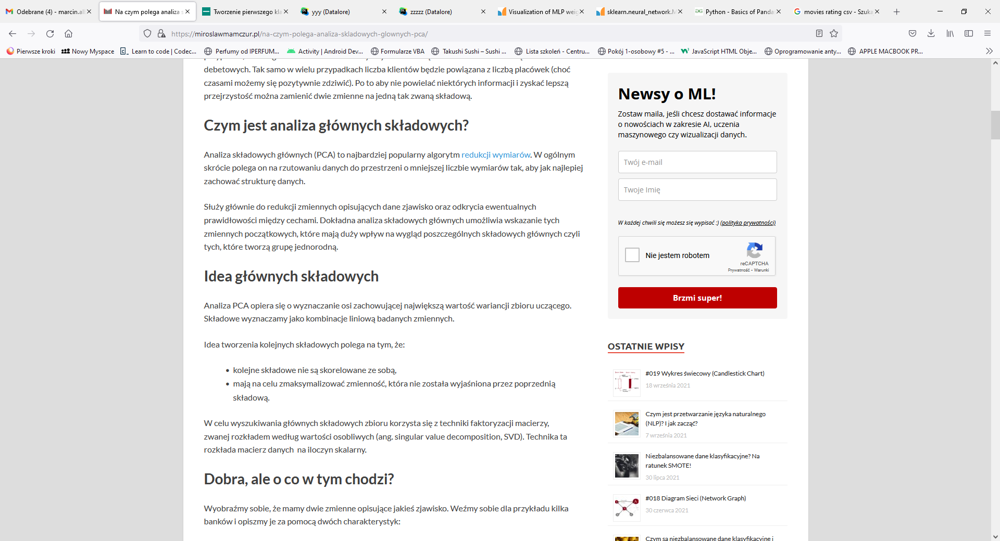 Odebrane (4) - marcin.all
Na czym polega analiza s
Tworzenie pierwszego kla
yyy (Datalore)
zzzzz (Datalore)
Visualization of MLP weig
sklearn.neural_network.M
Python - Basics of Panda
movies rating csv - Szuka
https://miroslawmamczur.pl/na-czym-polega-analiza-skladowych-glownych-pca/
Pierwsze kroki
Nowy Myspace
Learn to code | Codec...
Perfumy od IPERFUM...
Activity | Android Dev...
Formularze VBA
Takushi Sushi – Sushi ...
Lista szkoleń - Centru...
Pokój 1-osobowy #5 - ...
JavaScript HTML Obje...
Oprogramowanie anty...
APPLE MACBOOK PR...
debetowych. Tak samo w wielu przypadkach liczba klientów będzie powiązana z liczbą placówek (choć
czasami możemy się pozytywnie zdziwić). Po to aby nie powielać niektórych informacji i zyskać lepszą
przejrzystość można zamienić dwie zmienne na jedną tak zwaną składową.
Czym jest analiza głównych składowych?
Analiza składowych głównych (PCA) to najbardziej popularny algorytm redukcji wymiarów. W ogólnym
skrócie polega on na rzutowaniu danych do przestrzeni o mniejszej liczbie wymiarów tak, aby jak najlepiej
zachować strukturę danych.
Służy głównie do redukcji zmiennych opisujących dane zjawisko oraz odkrycia ewentualnych
prawidłowości między cechami. Dokładna analiza składowych głównych umożliwia wskazanie tych
zmiennych początkowych, które mają duży wpływ na wygląd poszczególnych składowych głównych czyli
tych, które tworzą grupę jednorodną.
Idea głównych składowych
Analiza PCA opiera się o wyznaczanie osi zachowującej największą wartość wariancji zbioru uczącego.
Składowe wyznaczamy jako kombinacje liniową badanych zmiennych.
Idea tworzenia kolejnych składowych polega na tym, że:
• kolejne składowe nie są skorelowane ze sobą,
• mają na celu zmaksymalizować zmienność, która nie została wyjaśniona przez poprzednią
składową.
W celu wyszukiwania głównych składowych zbioru korzysta się z techniki faktoryzacji macierzy,
zwanej rozkładem według wartości osobliwych (ang. singular value decomposition, SVD). Technika ta
rozkłada macierz danych  na iloczyn skalarny.
Dobra, ale o co w tym chodzi?
Wyobraźmy sobie, że mamy dwie zmienne opisujące jakieś zjawisko. Weźmy sobie dla przykładu kilka
banków i opiszmy je za pomocą dwóch charakterystyk:
Newsy o ML!
Zostaw maila, jeśli chcesz dostawać informacje
o nowościach w zakresie AI, uczenia
maszynowego czy wizualizacji danych.
Twój e-mail
Twoje Imię
W każdej chwili się możesz się wypisać :) (polityka prywatności)
Nie jestem robotem
reCAPTCHA
Prywatność - Warunki
Brzmi super!
OSTATNIE WPISY
#019 Wykres świecowy (Candlestick Chart)
18 września 2021
Czym jest przetwarzanie języka naturalnego
(NLP)? I jak zacząć?
7 września 2021
Niezbalansowane dane klasyfikacyjne? Na
ratunek SMOTE!
30 lipca 2021
#018 Diagram Sieci (Network Graph)
30 czerwca 2021
Czym są niezbalansowane dane klasyfikacyjne i